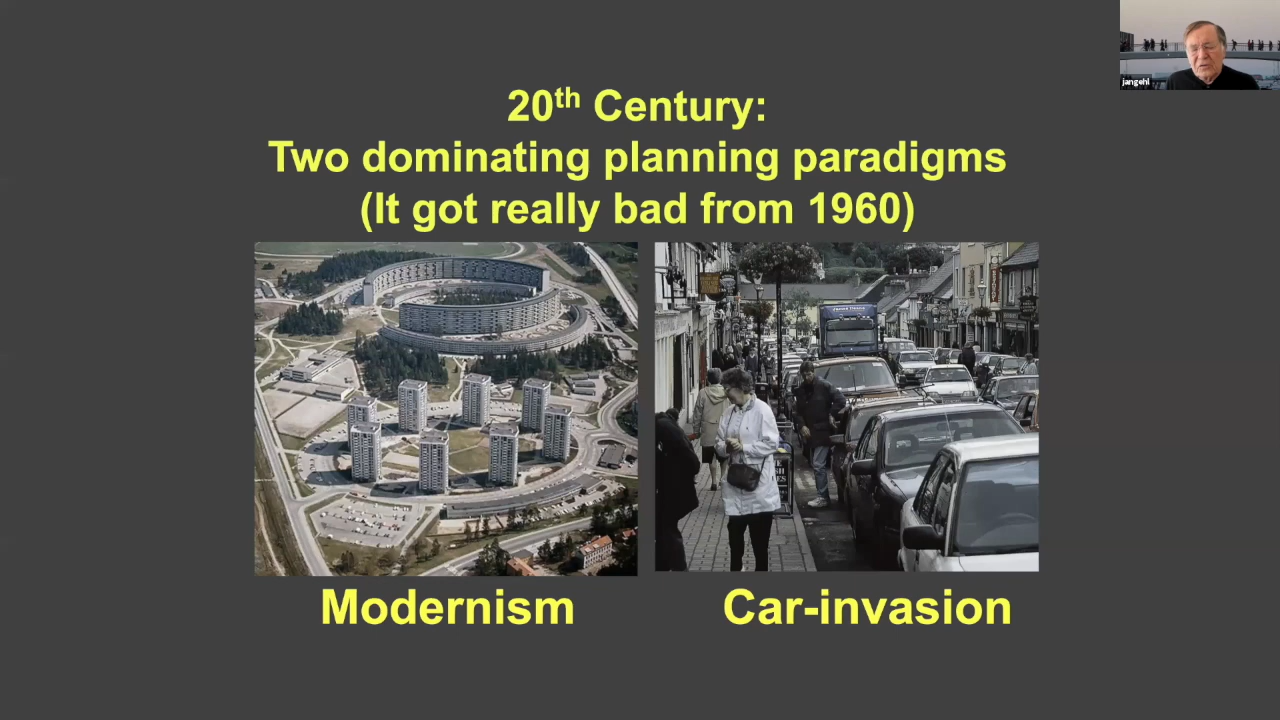 jangehl
20th Century:
Two dominating planning paradigms
(It got really bad from 1960)
Modernism
Car-invasion